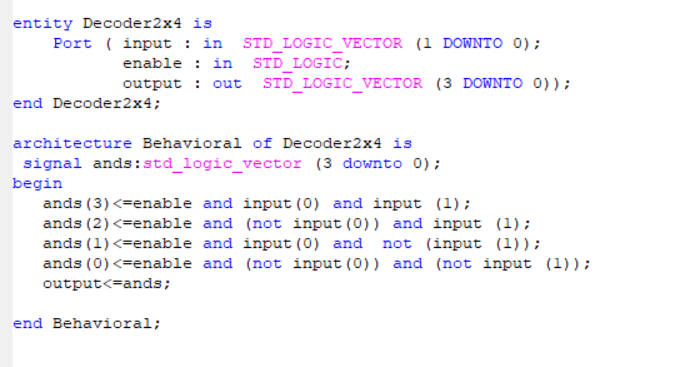 entity Decoder2x4 is
    Port ( input : in  STD_LOGIC_VECTOR (1 DOWNTO 0);
           enable : in  STD_LOGIC;
           output : out  STD_LOGIC_VECTOR (3 DOWNTO 0));
end Decoder2x4;
architecture Behavioral of Decoder2x4 is
 signal ands:std_logic_vector (3 downto 0);
begin
   ands(3)<=enable and input(0) and input (1);
   ands(2)<=enable and (not input(0)) and input (1);
   ands(1)<=enable and input(0) and  not (input (1));
   ands(0)<=enable and (not input(0)) and (not input (1));
   output<=ands;
end Behavioral;